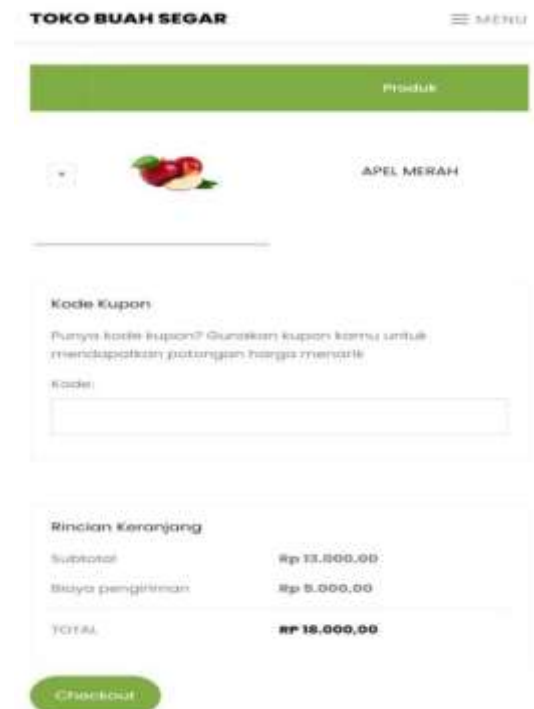 TOKO BUAH SEGAR
MENU
Produk
APEL MERAH
Kode Kupon
Punya kode kupon? Gunakan kupon kamu untuk
mendapatkan potongan harga menarik
Kode:
Rincian Keranjang
Subtotal Rp 13.000,00
Biaya pengiriman Rp 5.000,00
TOTAL RP 18.000,00
Checkout